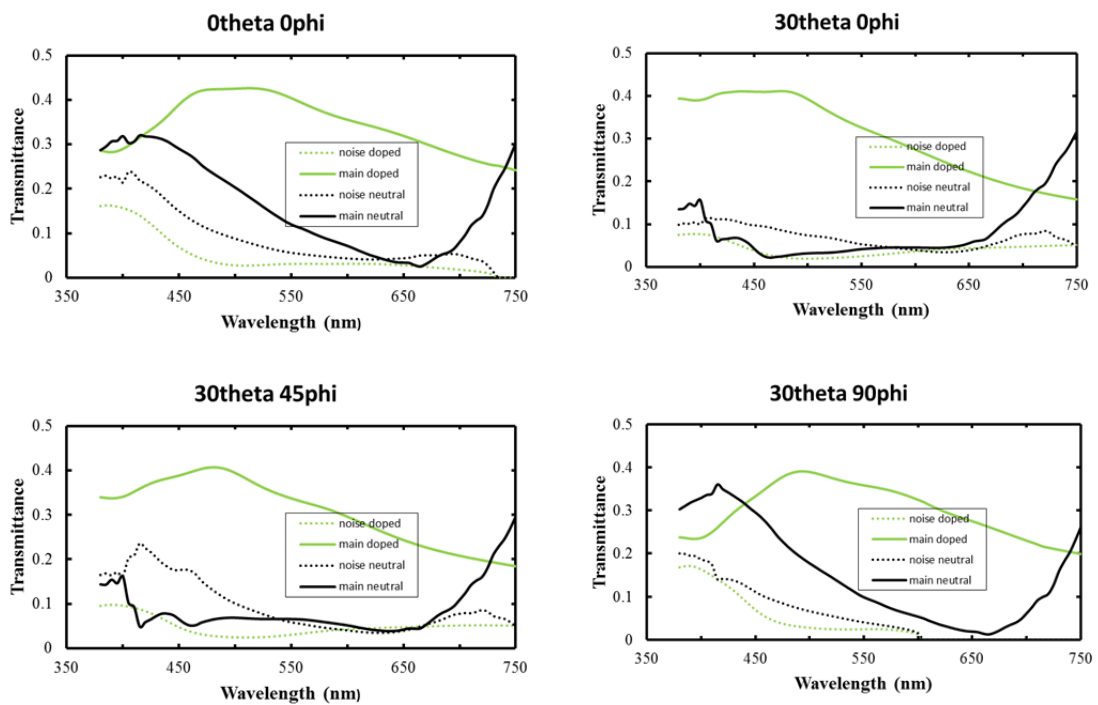 0theta 0phi
Transmittance
0.5
0.4
0.3
0.2
0.1
0
350
450
550
650
750
Wavelength (nm)
noise doped
main doped
noise neutral
main neutral
30theta 0phi
Transmittance
0.5
0.4
0.3
0.2
0.1
0
350
450
550
650
750
Wavelength (nm)
noise doped
main doped
noise neutral
main neutral
30theta 45phi
Transmittance
0.5
0.4
0.3
0.2
0.1
0
350
450
550
650
750
Wavelength (nm)
noise doped
main doped
noise neutral
main neutral
30theta 90phi
Transmittance
0.5
0.4
0.3
0.2
0.1
0
350
450
550
650
750
Wavelength (nm)
noise doped
main doped
noise neutral
main neutral